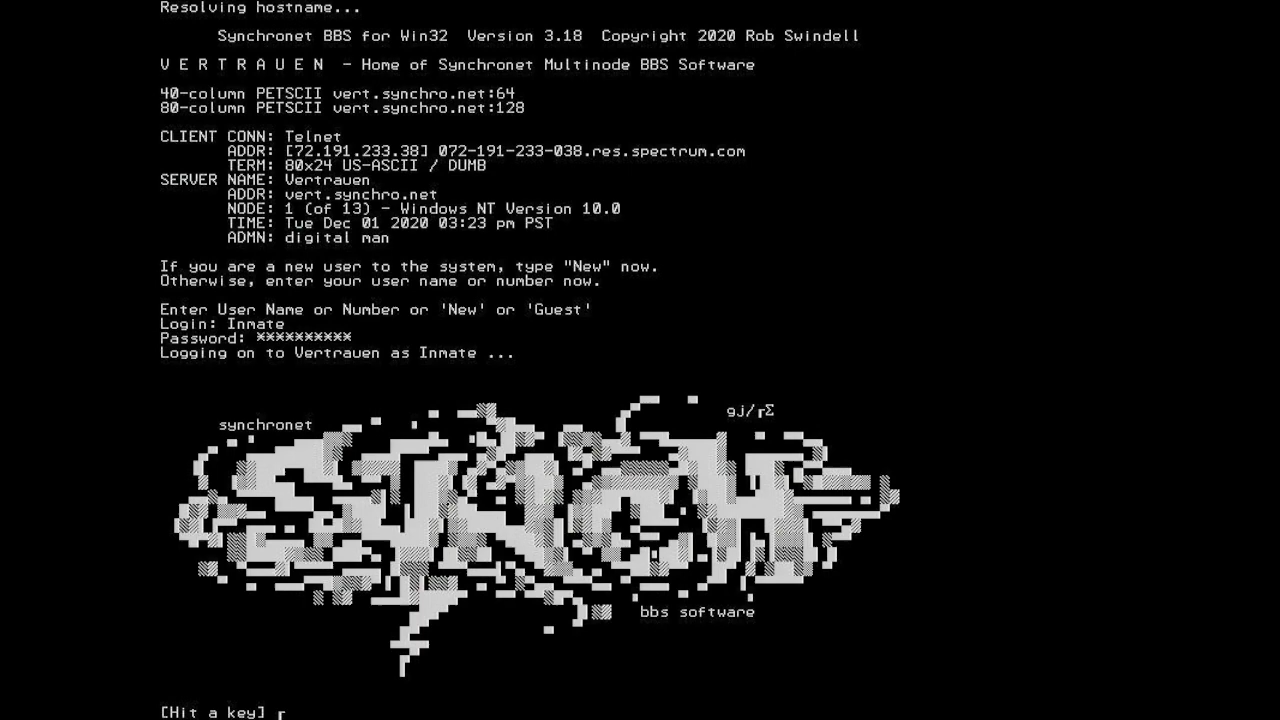 Resolving hostname...
Synchronet BBS for Win32  Version 3.18  Copyright 2020 Rob Swindell
V E R T R A U E N  - Home of Synchronet Multinode BBS Software
40-column PETSCII vert.synchro.net:64
80-column PETSCII vert.synchro.net:128
CLIENT CONN: Telnet
ADDR: [72.191.233.38] 072-191-233-038.res.spectrum.com
TERM: 80x24 US-ASCII / DUMB
SERVER NAME: Vertrauen
ADDR: vert.synchro.net
NODE: 1 (of 13) - Windows NT Version 10.0
TIME: Tue Dec 01 2020 03:23 pm PST
ADMN: digital man
If you are a new user to the system, type "New" now.
Otherwise, enter your user name or number now.
Enter User Name or Number or 'New' or 'Guest'
Login: Inmate
Password: **********
Logging on to Vertrauen as Inmate ...
gj/┌Σ
synchronet
SYNCH
bbs software
[Hit a key] ┌